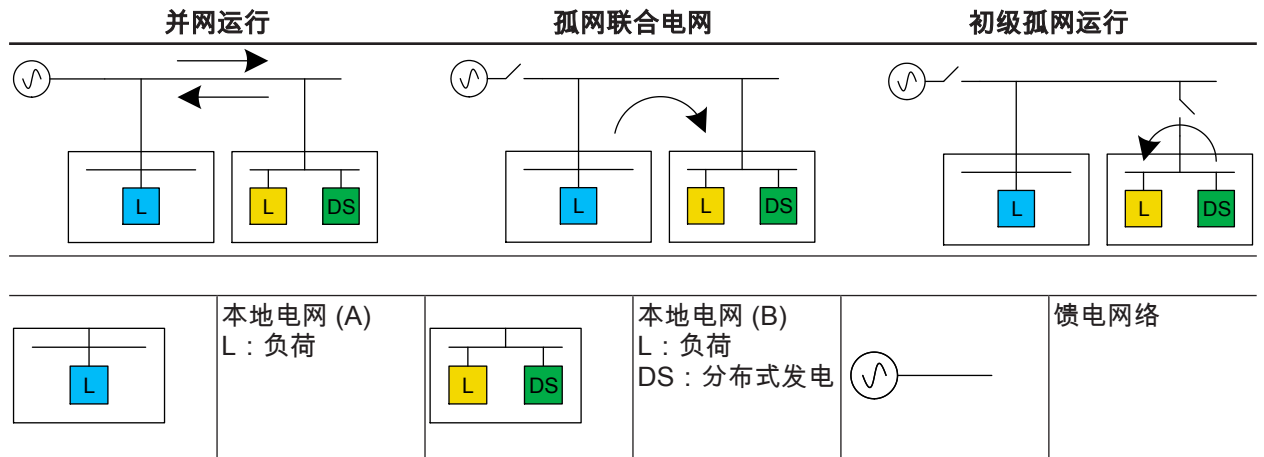 并网运行 孤网联合电网 初级孤网运行
L L DS L L DS L L DS
本地电网 (A) 本地电网 (B) 馈电网络
L：负荷 L：负荷
DS：分布式发电
L L DS